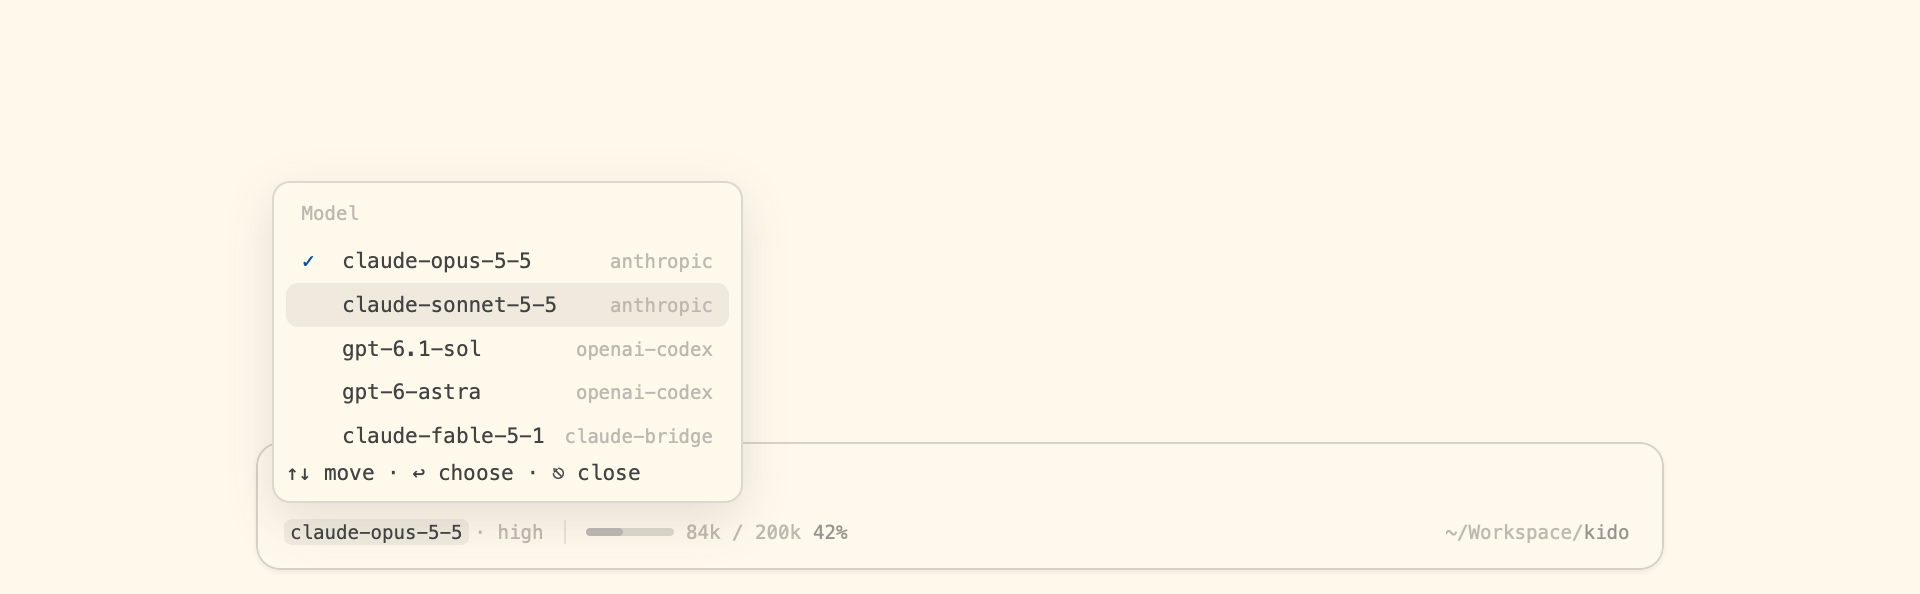 Model
✓ claude-opus-5-5 anthropic
claude-sonnet-5-5 anthropic
gpt-6.1-sol openai-codex
gpt-6-astra openai-codex
claude-fable-5-1 claude-bridge
↑↓ move · ↩ choose · ⎋ close
claude-opus-5-5 · high 84k / 200k 42% ~/Workspace/kido